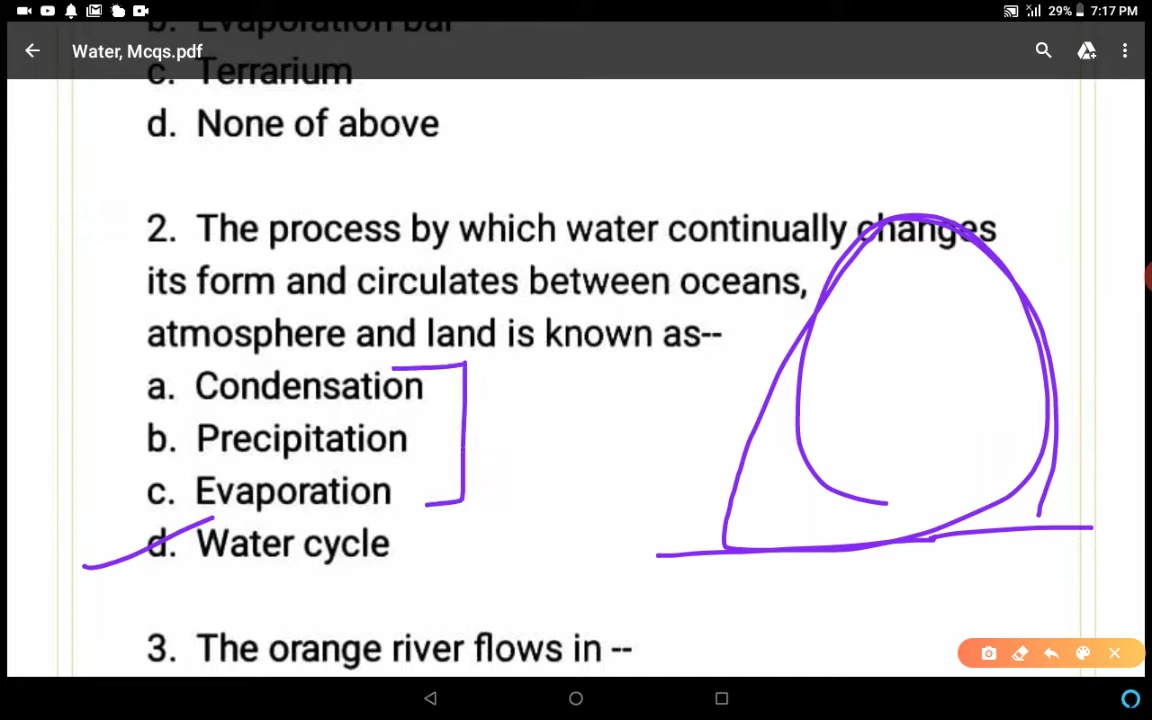 29% 7:17 PM
b. Evaporation bal
Water, Mcqs.pdf
c. Terrarium
d. None of above
2. The process by which water continually changes
its form and circulates between oceans,
atmosphere and land is known as--
a. Condensation
b. Precipitation
c. Evaporation
d. Water cycle
3. The orange river flows in --